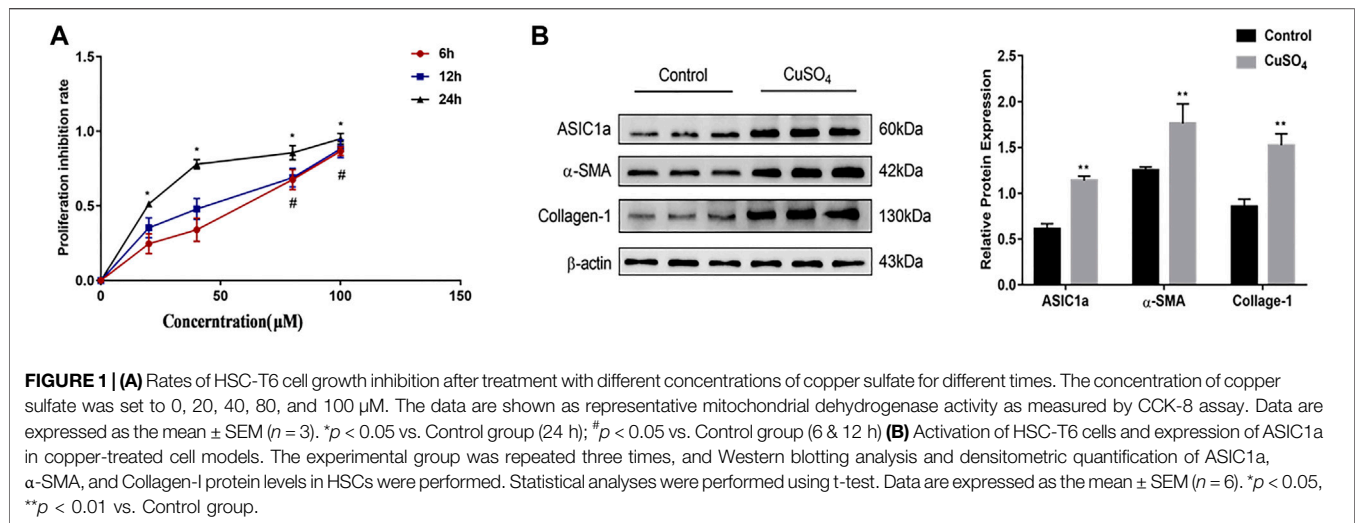 A
1.5
1.0
0.5
0.0
0
50
100
150
Proliferation inhibition rate
Concerntration(µM)
6h
12h
24h
*
*
*
*
#
#
B
Control
CuSO4
ASIC1a
60kDa
α-SMA
42kDa
Collagen-1
130kDa
β-actin
43kDa
Control
CuSO4
2.5
2.0
1.5
1.0
0.5
0.0
Relative Protein Expression
**
**
**
ASIC1a
α-SMA
Collage-1
FIGURE 1 | (A) Rates of HSC-T6 cell growth inhibition after treatment with different concentrations of copper sulfate for different times. The concentration of copper
sulfate was set to 0, 20, 40, 80, and 100 µM. The data are shown as representative mitochondrial dehydrogenase activity as measured by CCK-8 assay. Data are
expressed as the mean ± SEM (n = 3). *p < 0.05 vs. Control group (24 h); #p < 0.05 vs. Control group (6 & 12 h) (B) Activation of HSC-T6 cells and expression of ASIC1a
in copper-treated cell models. The experimental group was repeated three times, and Western blotting analysis and densitometric quantification of ASIC1a,
α-SMA, and Collagen-I protein levels in HSCs were performed. Statistical analyses were performed using t-test. Data are expressed as the mean ± SEM (n = 6). *p < 0.05,
**p < 0.01 vs. Control group.